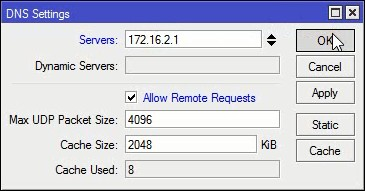 DNS Settings
Servers: 172.16.2.1 OK
Dynamic Servers: Cancel
Allow Remote Requests Apply
Max UDP Packet Size: 4096
Static
Cache Size: 2048 KiB
Cache
Cache Used: 8